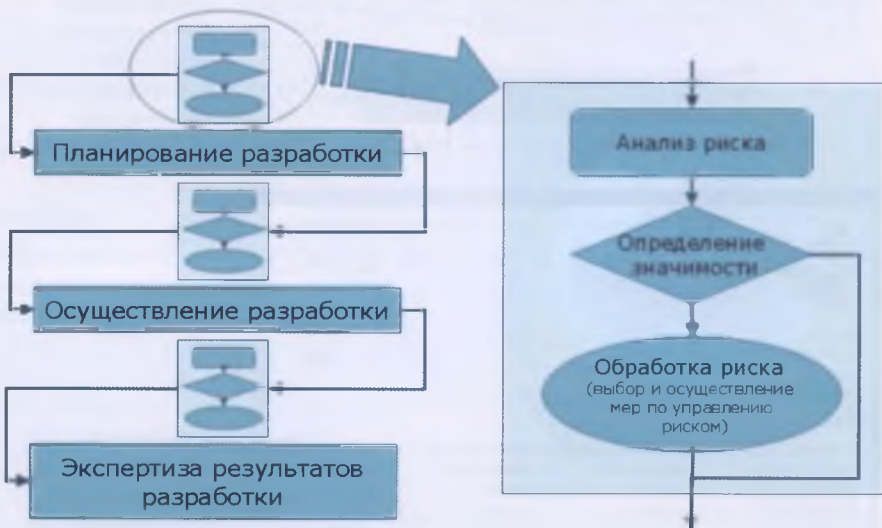 Планирование разработки
Осуществление разработки
Экспертиза результатов
разработки
Анализ риска
Определение
значимости
Обработка риска
(выбор и осуществление
мер по управлению
риском)